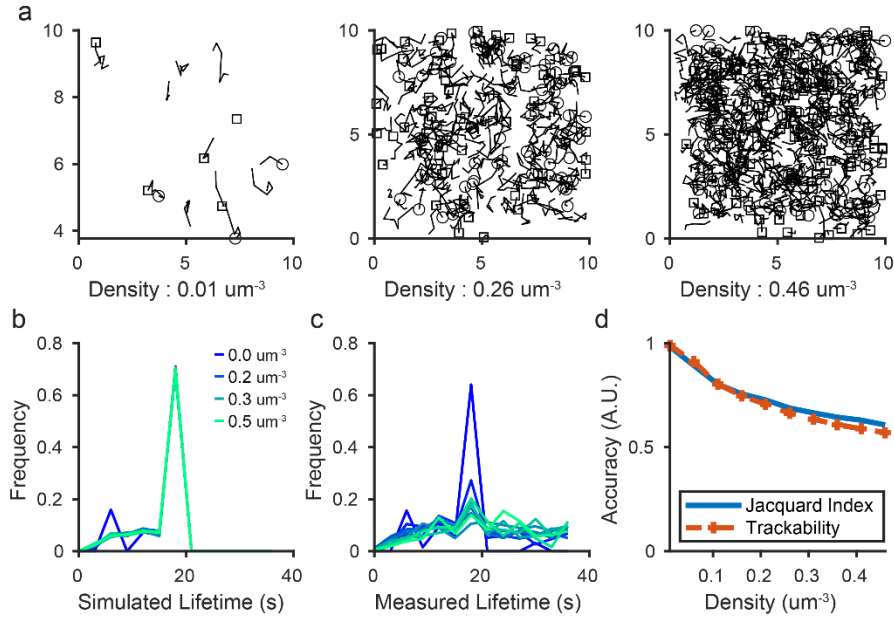 a
10
8
6
4
0
5
10
Density : 0.01 um-3
10
5
0
0
5
10
Density : 0.26 um-3
10
5
0
0
5
10
Density : 0.46 um-3
b
0.8
0.6
0.4
0.2
0
0
20
40
Frequency
Simulated Lifetime (s)
0.0 um-3
0.2 um-3
0.3 um-3
0.5 um-3
c
0.8
0.6
0.4
0.2
0
0
20
40
Frequency
Measured Lifetime (s)
d
1
0.5
0
0.1
0.2
0.3
0.4
Accuracy (A.U.)
Density (um-3)
Jacquard Index
Trackability